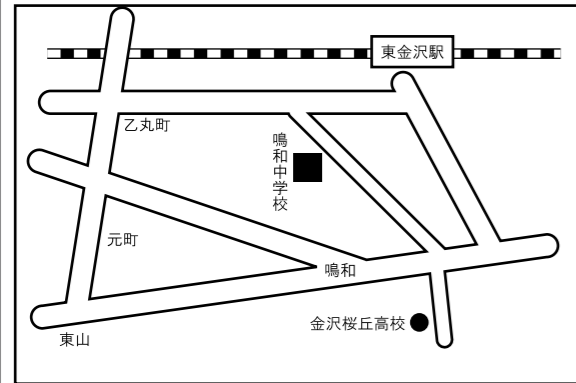 東金沢駅
乙丸町
鳴和中学校
元町
鳴和
金沢桜丘高校
東山